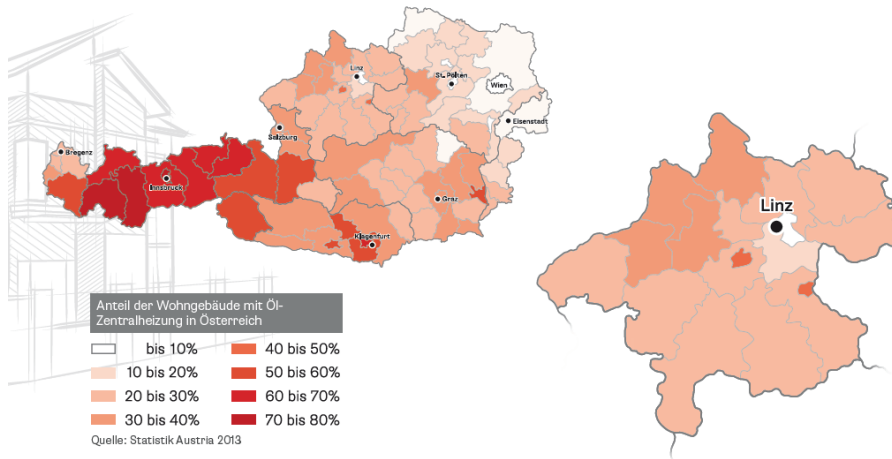 Linz
St. Pölten
Wien
Eisenstadt
Salzburg
Bregenz
Innsbruck
Graz
Klagenfurt
Linz
Anteil der Wohngebäude mit Öl-
Zentralheizung in Österreich
bis 10%
10 bis 20%
20 bis 30%
30 bis 40%
40 bis 50%
50 bis 60%
60 bis 70%
70 bis 80%
Quelle: Statistik Austria 2013